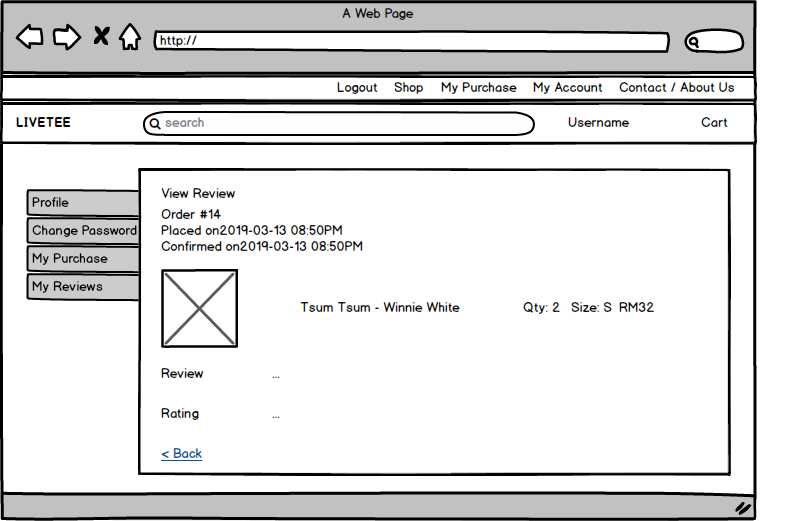 A Web Page
http://
Logout Shop My Purchase My Account Contact / About Us
LIVETEE search Username Cart
Profile
Change Password
My Purchase
My Reviews
View Review
Order #14
Placed on2019-03-13 08:50PM
Confirmed on2019-03-13 08:50PM
Tsum Tsum - Winnie White Qty: 2 Size: S RM32
Review ...
Rating ...
< Back